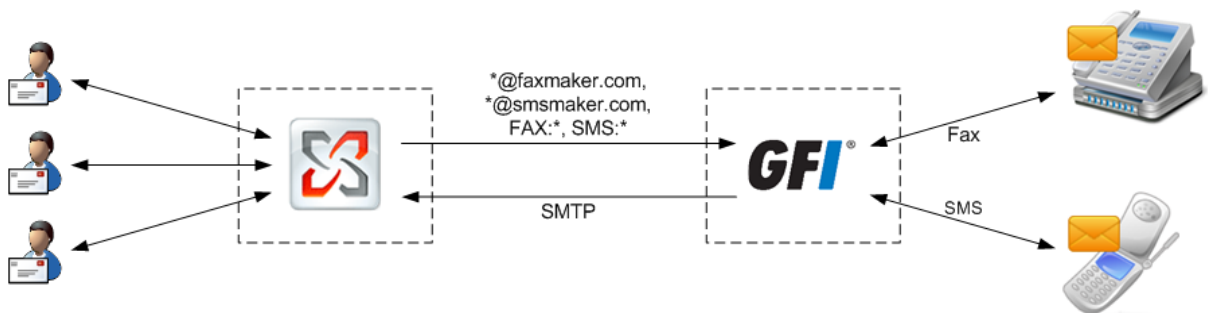 *@faxmaker.com,
*@smsmaker.com,
FAX:*, SMS:*
GFI®
Fax
SMTP
SMS